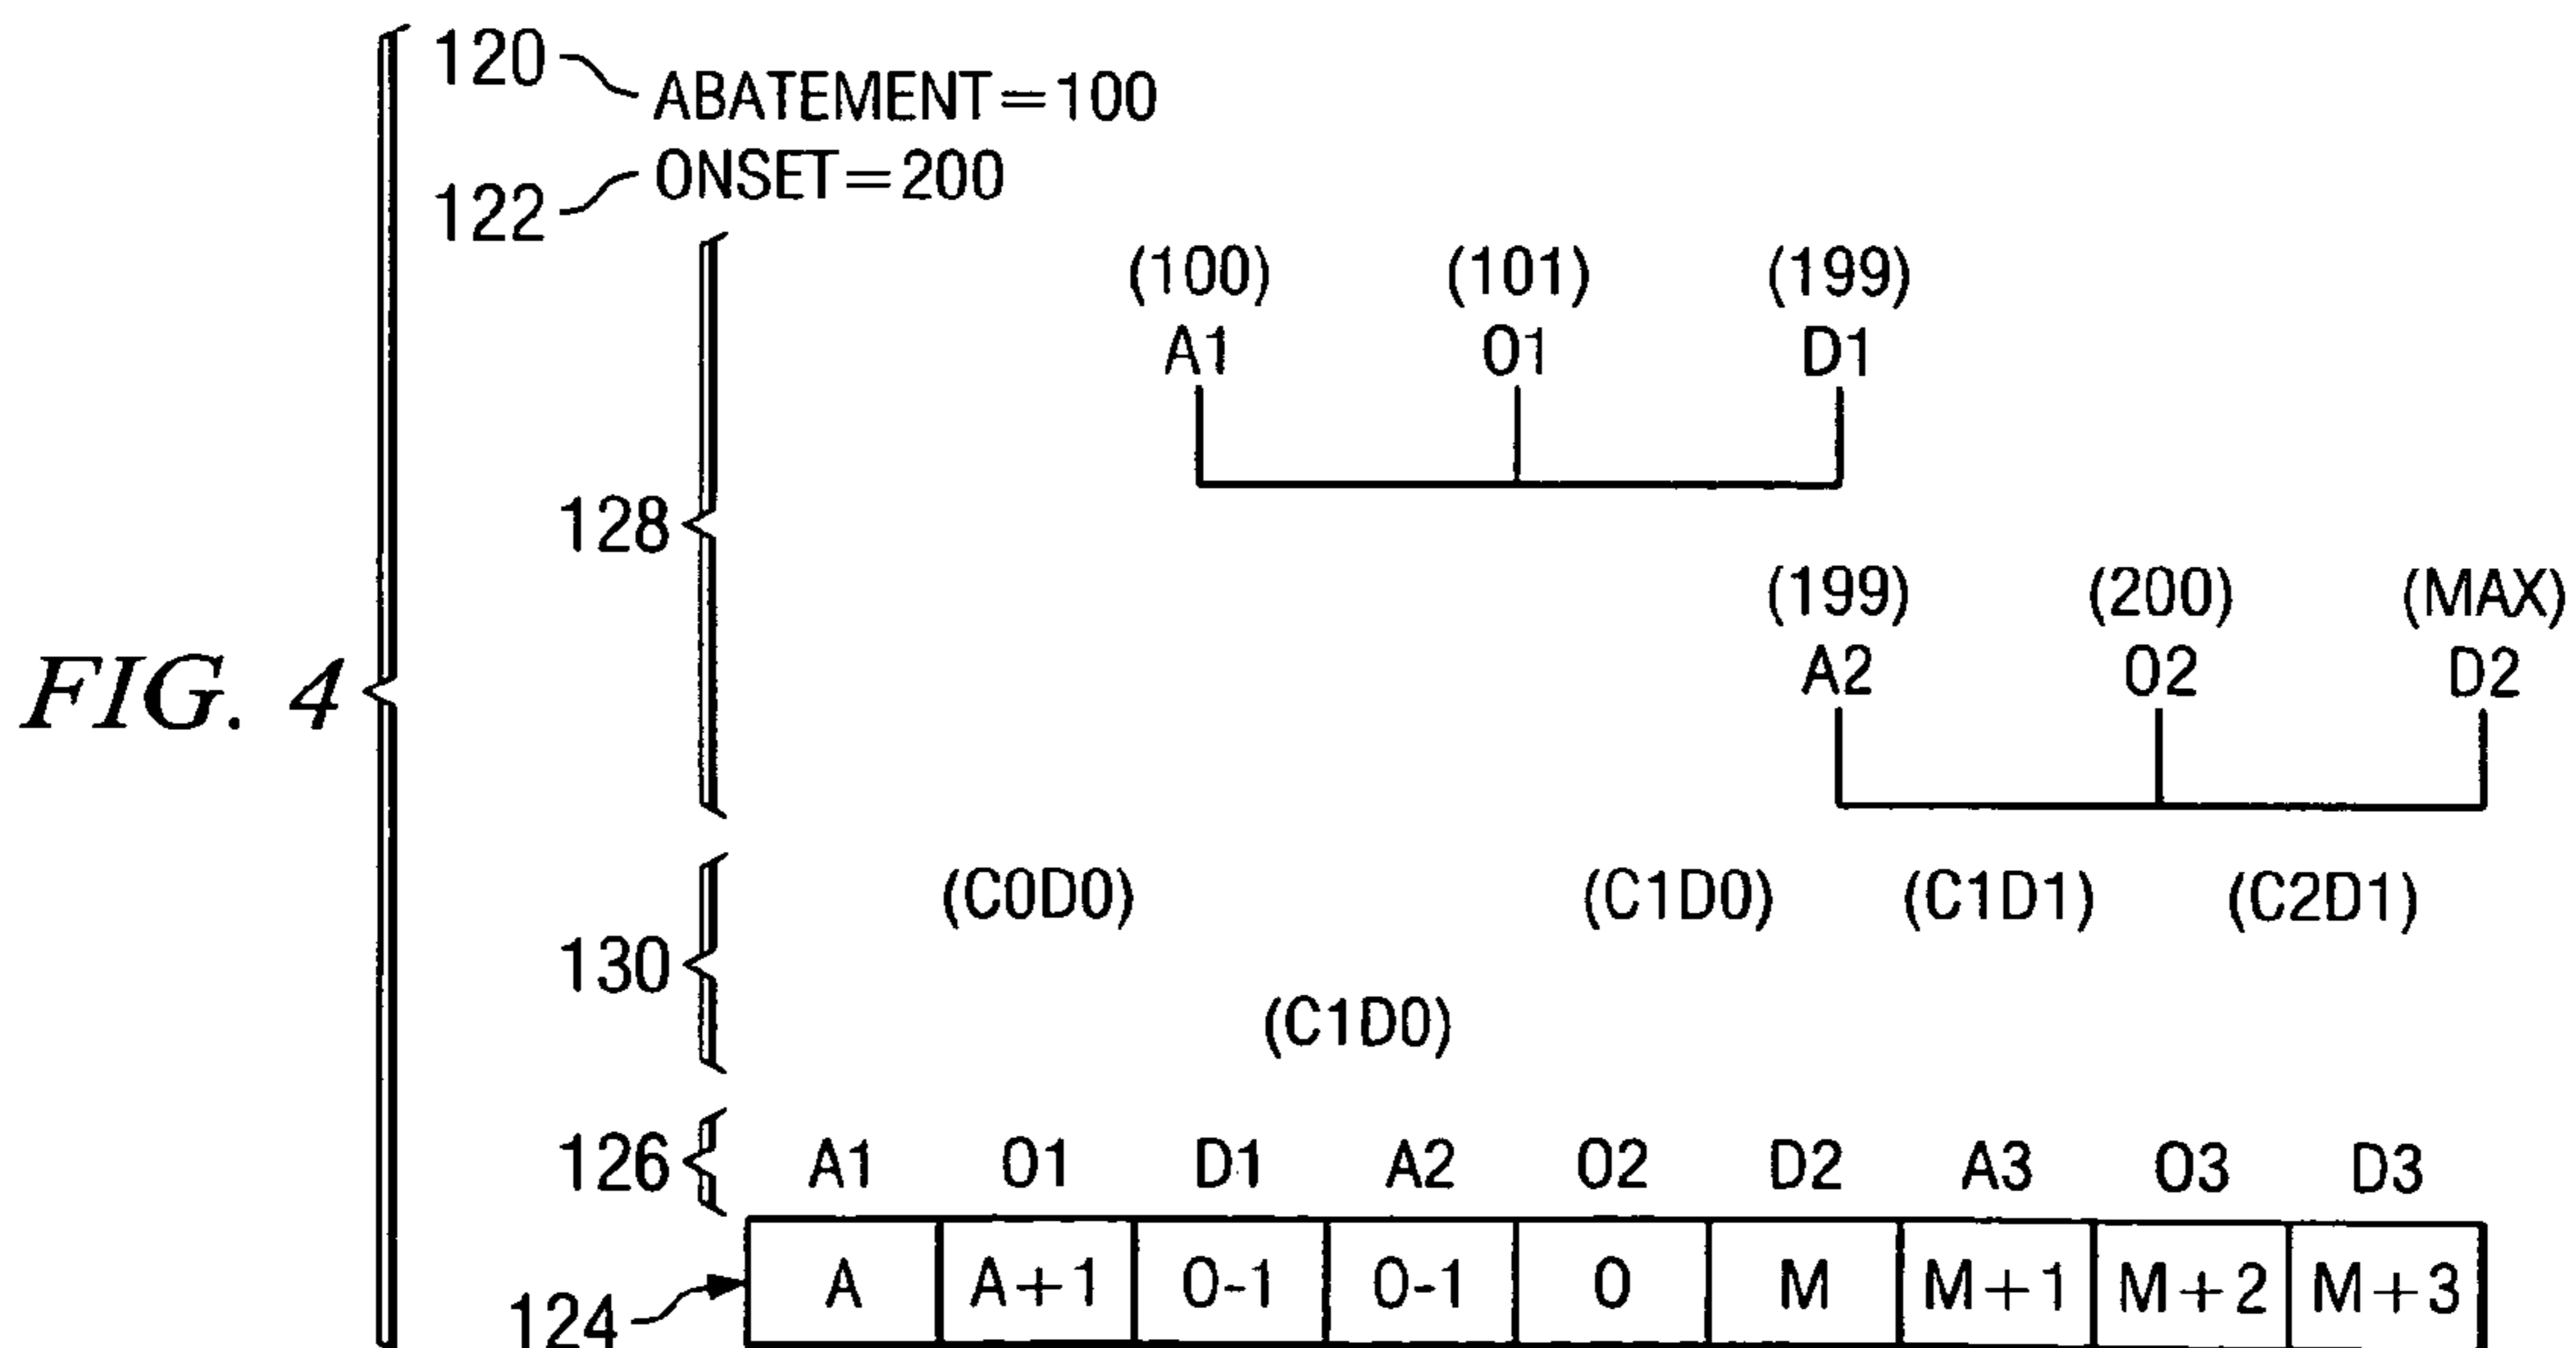 120 ABATEMENT=100
122 ONSET=200
(100) (101) (199)
A1 O1 D1
128
(199) (200) (MAX)
A2 O2 D2
FIG. 4
(C0D0) (C1D0) (C1D1) (C2D1)
130
(C1D0)
126 A1 O1 D1 A2 O2 D2 A3 O3 D3
124 A A+1 O-1 O-1 O M M+1 M+2 M+3